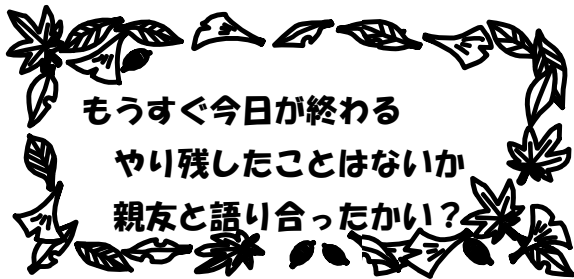 もうすぐ今日が終わる
やり残したことはないか
親友と語り合ったかい？